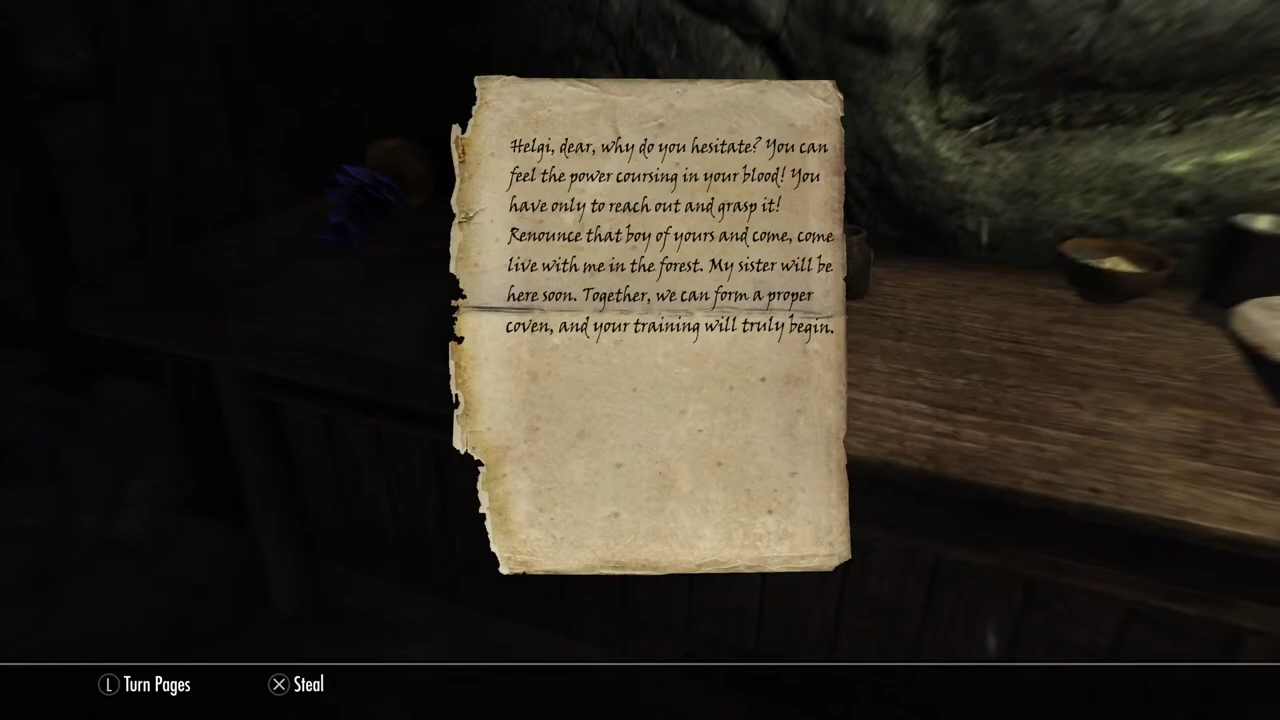 Helgi, dear, why do you hesitate? You can
feel the power coursing in your blood! You
have only to reach out and grasp it!
Renounce that boy of yours and come, come
live with me in the forest. My sister will be
here soon. Together, we can form a proper
coven, and your training will truly begin.
L Turn Pages
X Steal